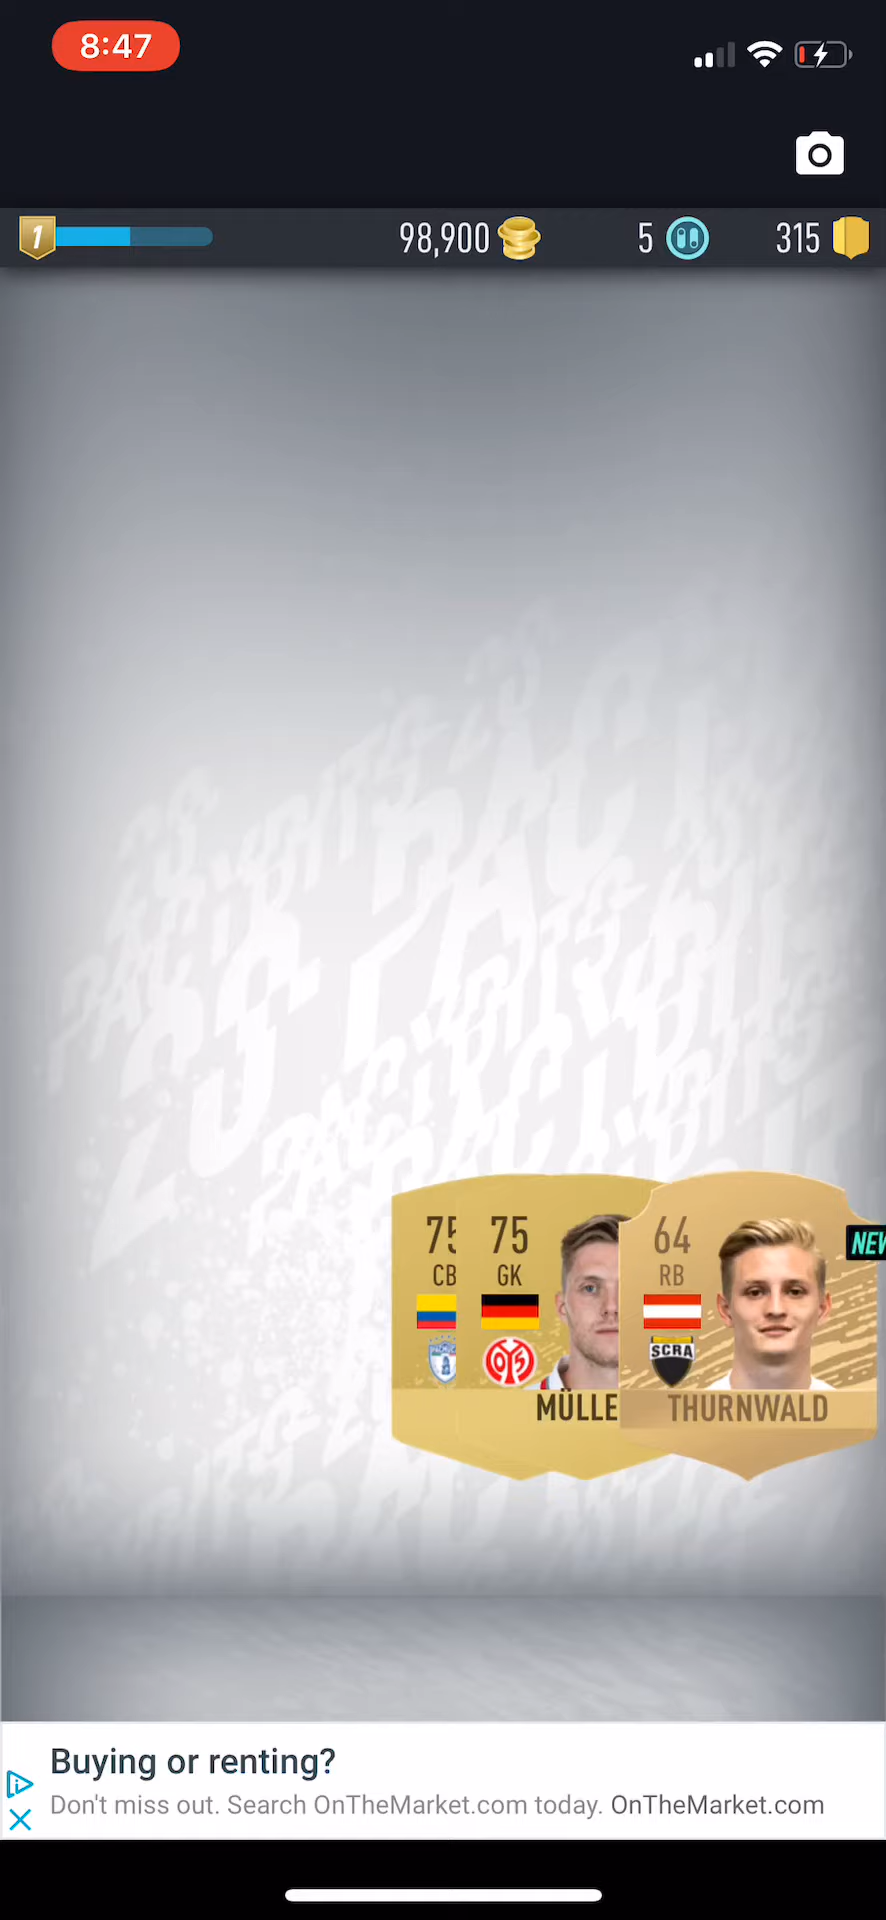 8:47
1
98,900
5
315
75
CB
75
GK
MÜLLE
64
RB
SCRA
THURNWALD
NEW
Buying or renting?
Don't miss out. Search OnTheMarket.com today. OnTheMarket.com